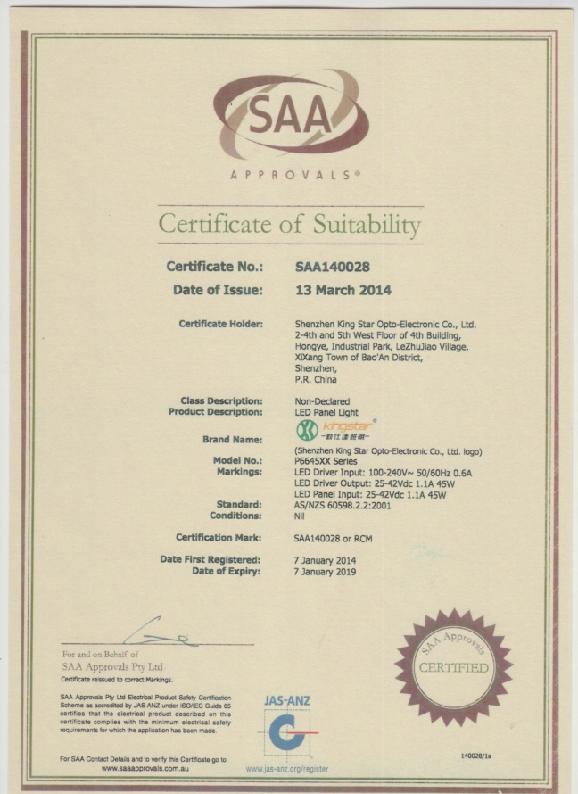 SAA
APPROVALS®
Certificate of Suitability
Certificate No.: SAA140028
Date of Issue: 13 March 2014
Certificate Holder: Shenzhen King Star Opto-Electronic Co., Ltd.
2-4th and 5th West Floor of 4th Building,
Hongye, Industrial Park, LeZhuJiao Village,
XiXang Town of Bao'An District,
Shenzhen,
P.R. China
Class Description: Non-Declared
Product Description: LED Panel Light
kingstar®
Brand Name:
(Shenzhen King Star Opto-Electronic Co., Ltd. logo)
Model No.: P6645XX Series
Markings: LED Driver Input: 100-240V~ 50/60Hz 0.6A
LED Driver Output: 25-42Vdc 1.1A 45W
LED Panel Input: 25-42Vdc 1.1A 45W
Standard: AS/NZS 60598.2.2:2001
Conditions: Nil
Certification Mark: SAA140028 or RCM
Date First Registered: 7 January 2014
Date of Expiry: 7 January 2019
For and on Behalf of
SAA Approvals Pty Ltd
Certificate reissued to correct Markings.
SAA Approvals Pty Ltd Electrical Product Safety Certification
Scheme as accredited by JAS ANZ under ISO/IEC Guide 65
certifies that the electrical product described on this
certificate complies with the minimum electrical safety
requirements for which the application has been made.
For SAA Contact Details and to verify this Certificate go to
www.saaapprovals.com.au
JAS-ANZ
www.jas-anz.org/register
SAA Approvals
CERTIFIED
140028/1a